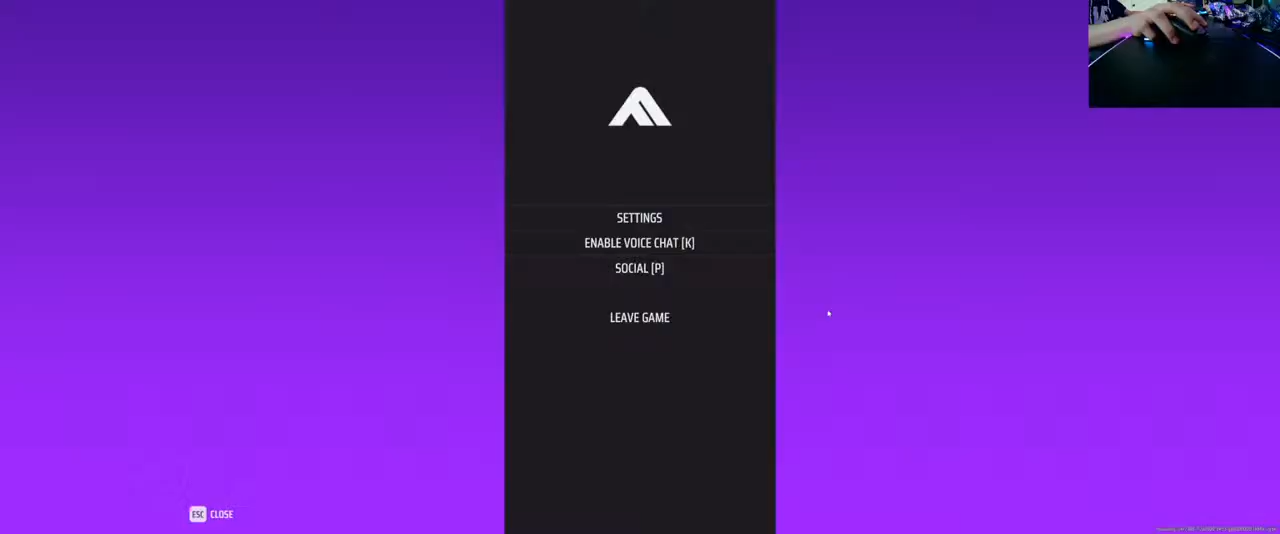 SETTINGS
ENABLE VOICE CHAT [K]
SOCIAL [P]
LEAVE GAME
ESC CLOSE